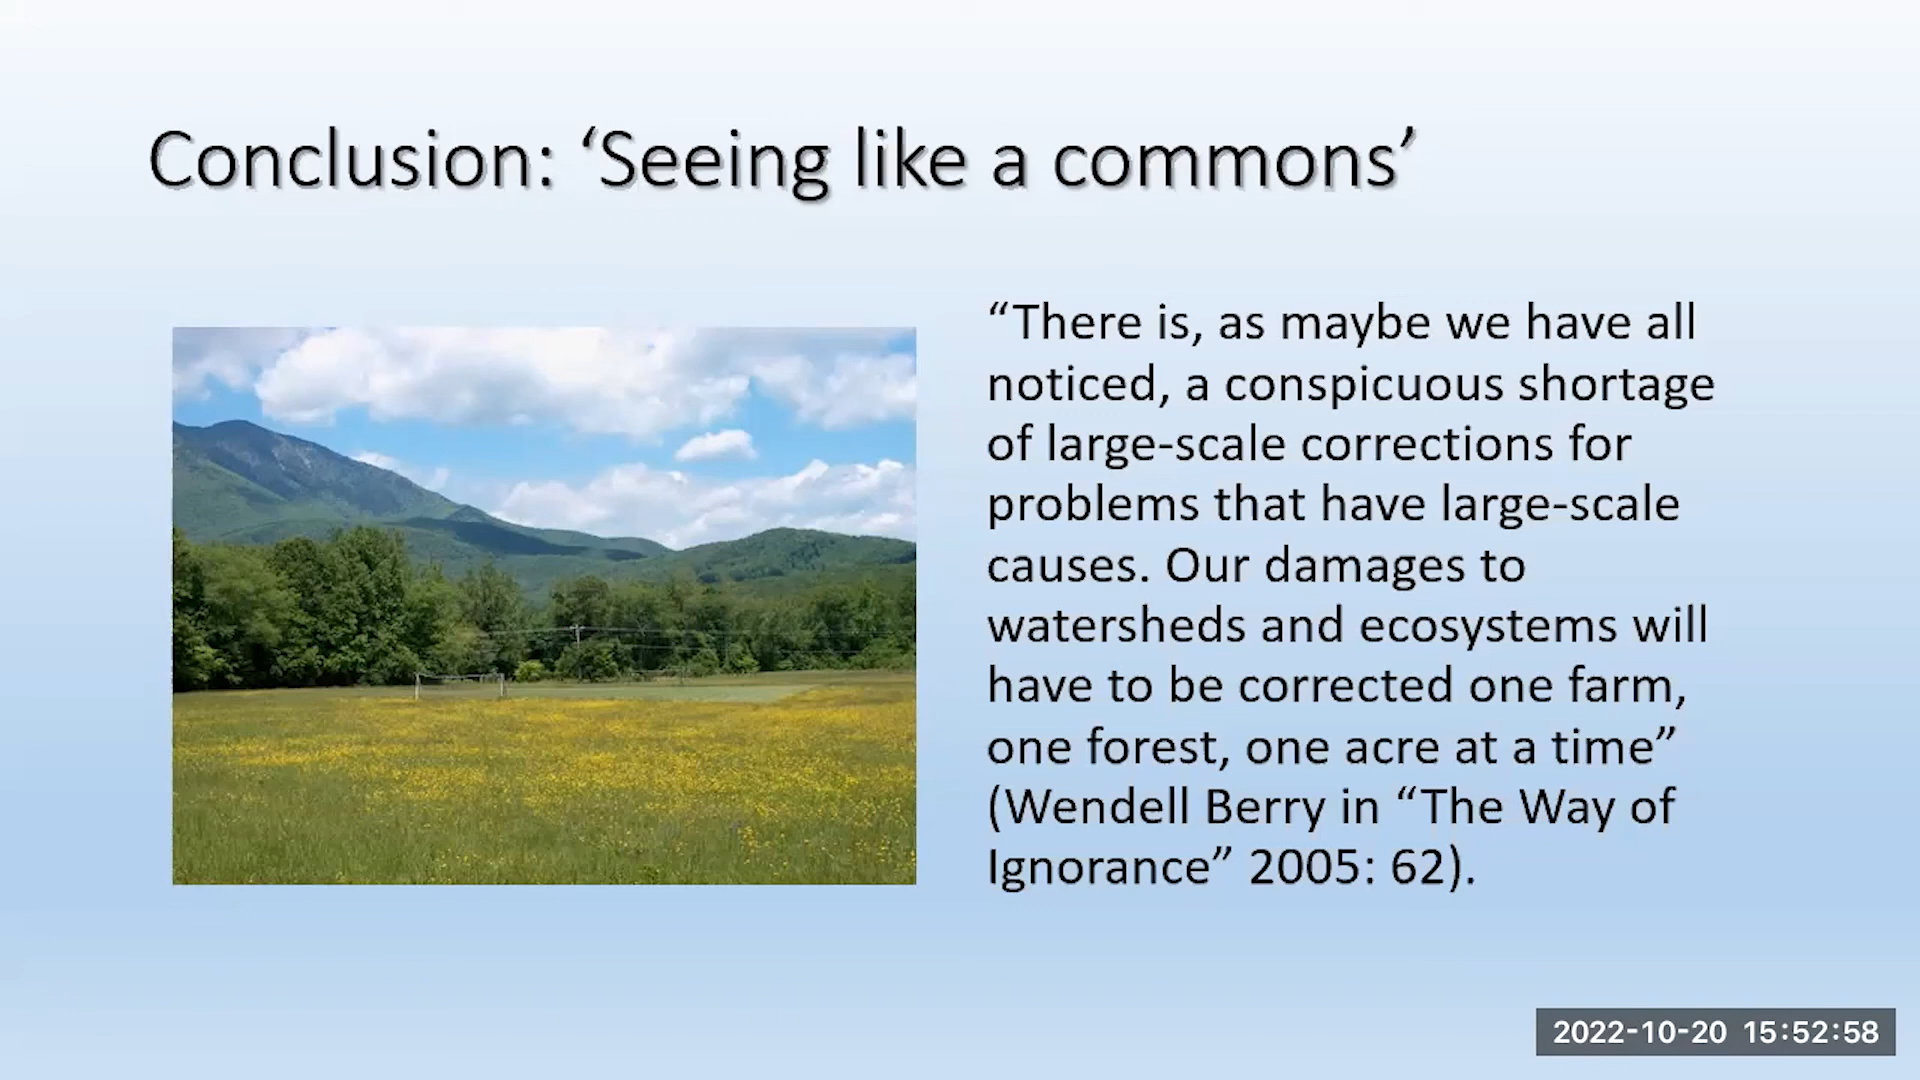 Conclusion: ‘Seeing like a commons’
“There is, as maybe we have all
noticed, a conspicuous shortage
of large-scale corrections for
problems that have large-scale
causes. Our damages to
watersheds and ecosystems will
have to be corrected one farm,
one forest, one acre at a time”
(Wendell Berry in “The Way of
Ignorance” 2005: 62).
2022-10-20 15:52:58